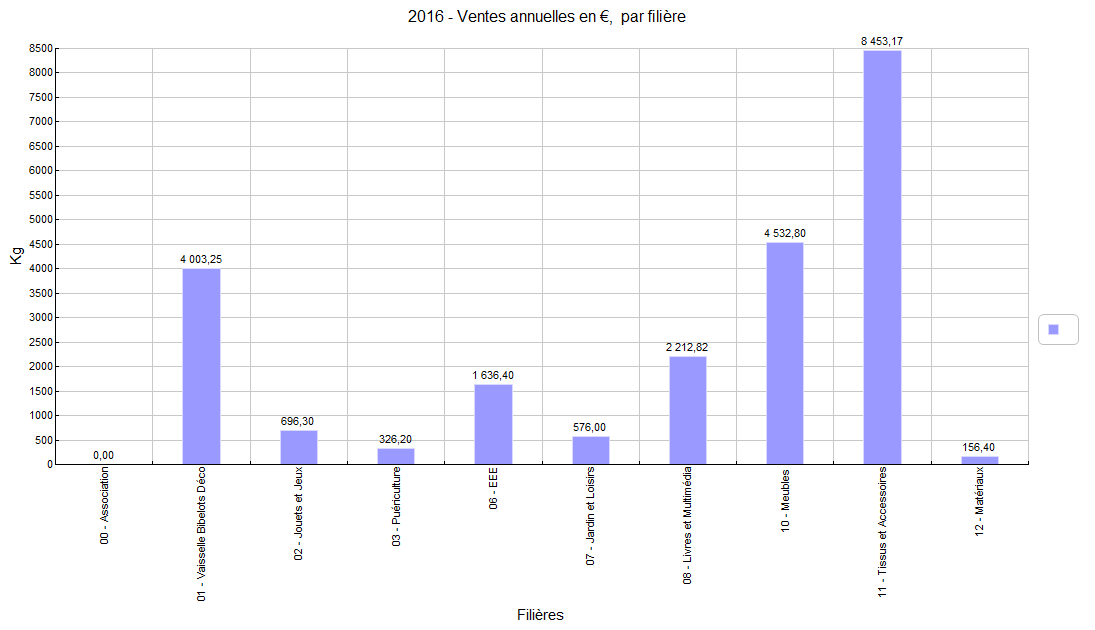 2016 - Ventes annuelles en €,  par filière
Kg
8500
8000
7500
7000
6500
6000
5500
5000
4500
4000
3500
3000
2500
2000
1500
1000
500
0
0,00
4 003,25
696,30
326,20
1 636,40
576,00
2 212,82
4 532,80
8 453,17
156,40
00 - Association
01 - Vaisselle Bibelots Déco
02 - Jouets et Jeux
03 - Puériculture
06 - EEE
07 - Jardin et Loisirs
08 - Livres et Multimédia
10 - Meubles
11 - Tissus et Accessoires
12 - Matériaux
Filières